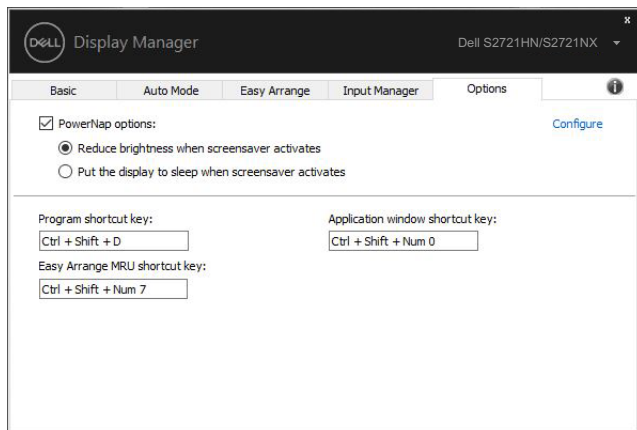 DELL Display Manager
Dell S2721HN/S2721NX
x
Basic
Auto Mode
Easy Arrange
Input Manager
Options
i
PowerNap options:
Configure
Reduce brightness when screensaver activates
Put the display to sleep when screensaver activates
Program shortcut key:
Application window shortcut key:
Ctrl + Shift + D
Ctrl + Shift + Num 0
Easy Arrange MRU shortcut key:
Ctrl + Shift + Num 7